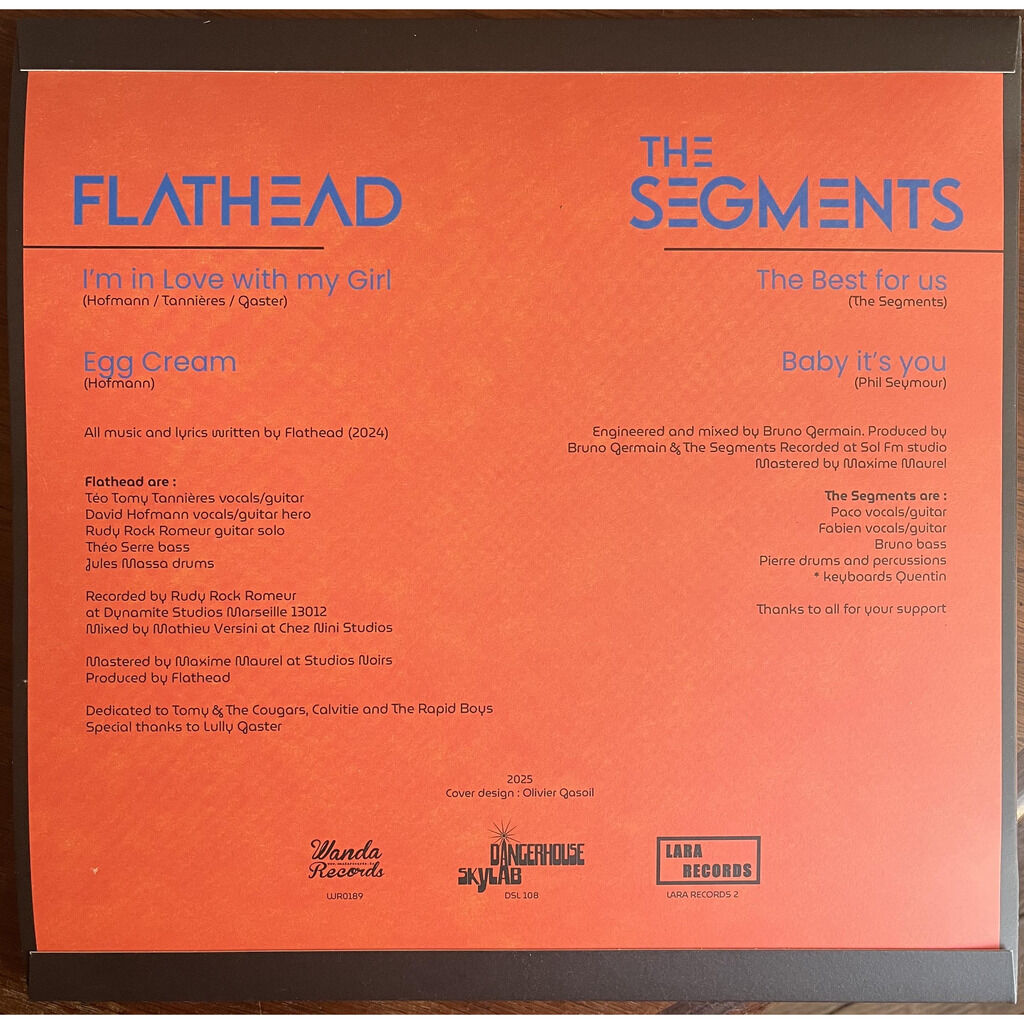 FLATHEAD
I'm in Love with my Girl
(Hofmann / Tannières / Gaster)
Egg Cream
(Hofmann)
All music and lyrics written by Flathead (2024)
Flathead are :
Téo Tomy Tannières vocals/guitar
David Hofmann vocals/guitar hero
Rudy Rock Romeur guitar solo
Théo Serre bass
Jules Massa drums
Recorded by Rudy Rock Romeur
at Dynamite Studios Marseille 13012
Mixed by Mathieu Versini at Chez Nini Studios
Mastered by Maxime Maurel at Studios Noirs
Produced by Flathead
Dedicated to Tomy & The Cougars, Calvitie and The Rapid Boys
Special thanks to Lully Gaster
THE
SEGMENTS
The Best for us
(The Segments)
Baby it's you
(Phil Seymour)
Engineered and mixed by Bruno Germain. Produced by
Bruno Germain & The Segments Recorded at Sol Fm studio
Mastered by Maxime Maurel
The Segments are :
Paco vocals/guitar
Fabien vocals/guitar
Bruno bass
Pierre drums and percussions
* keyboards Quentin
Thanks to all for your support
2025
Cover design : Olivier Gasoil
Wanda
Records
WR0189
DANGERHOUSE
SKYLAB
DSL 108
LARA
RECORDS
LARA RECORDS 2